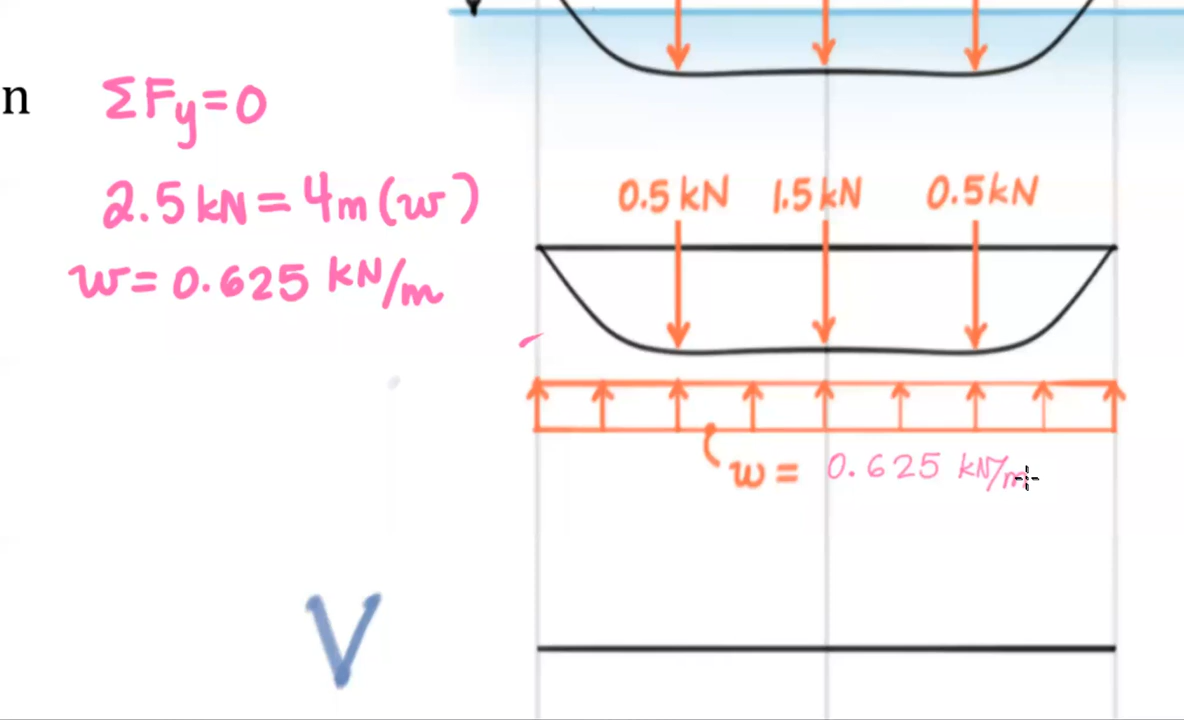 n
ΣFy=0
2.5 kN = 4m (w)
w = 0.625 kN/m
0.5 kN 1.5 kN 0.5 kN
w = 0.625 kN/m
V